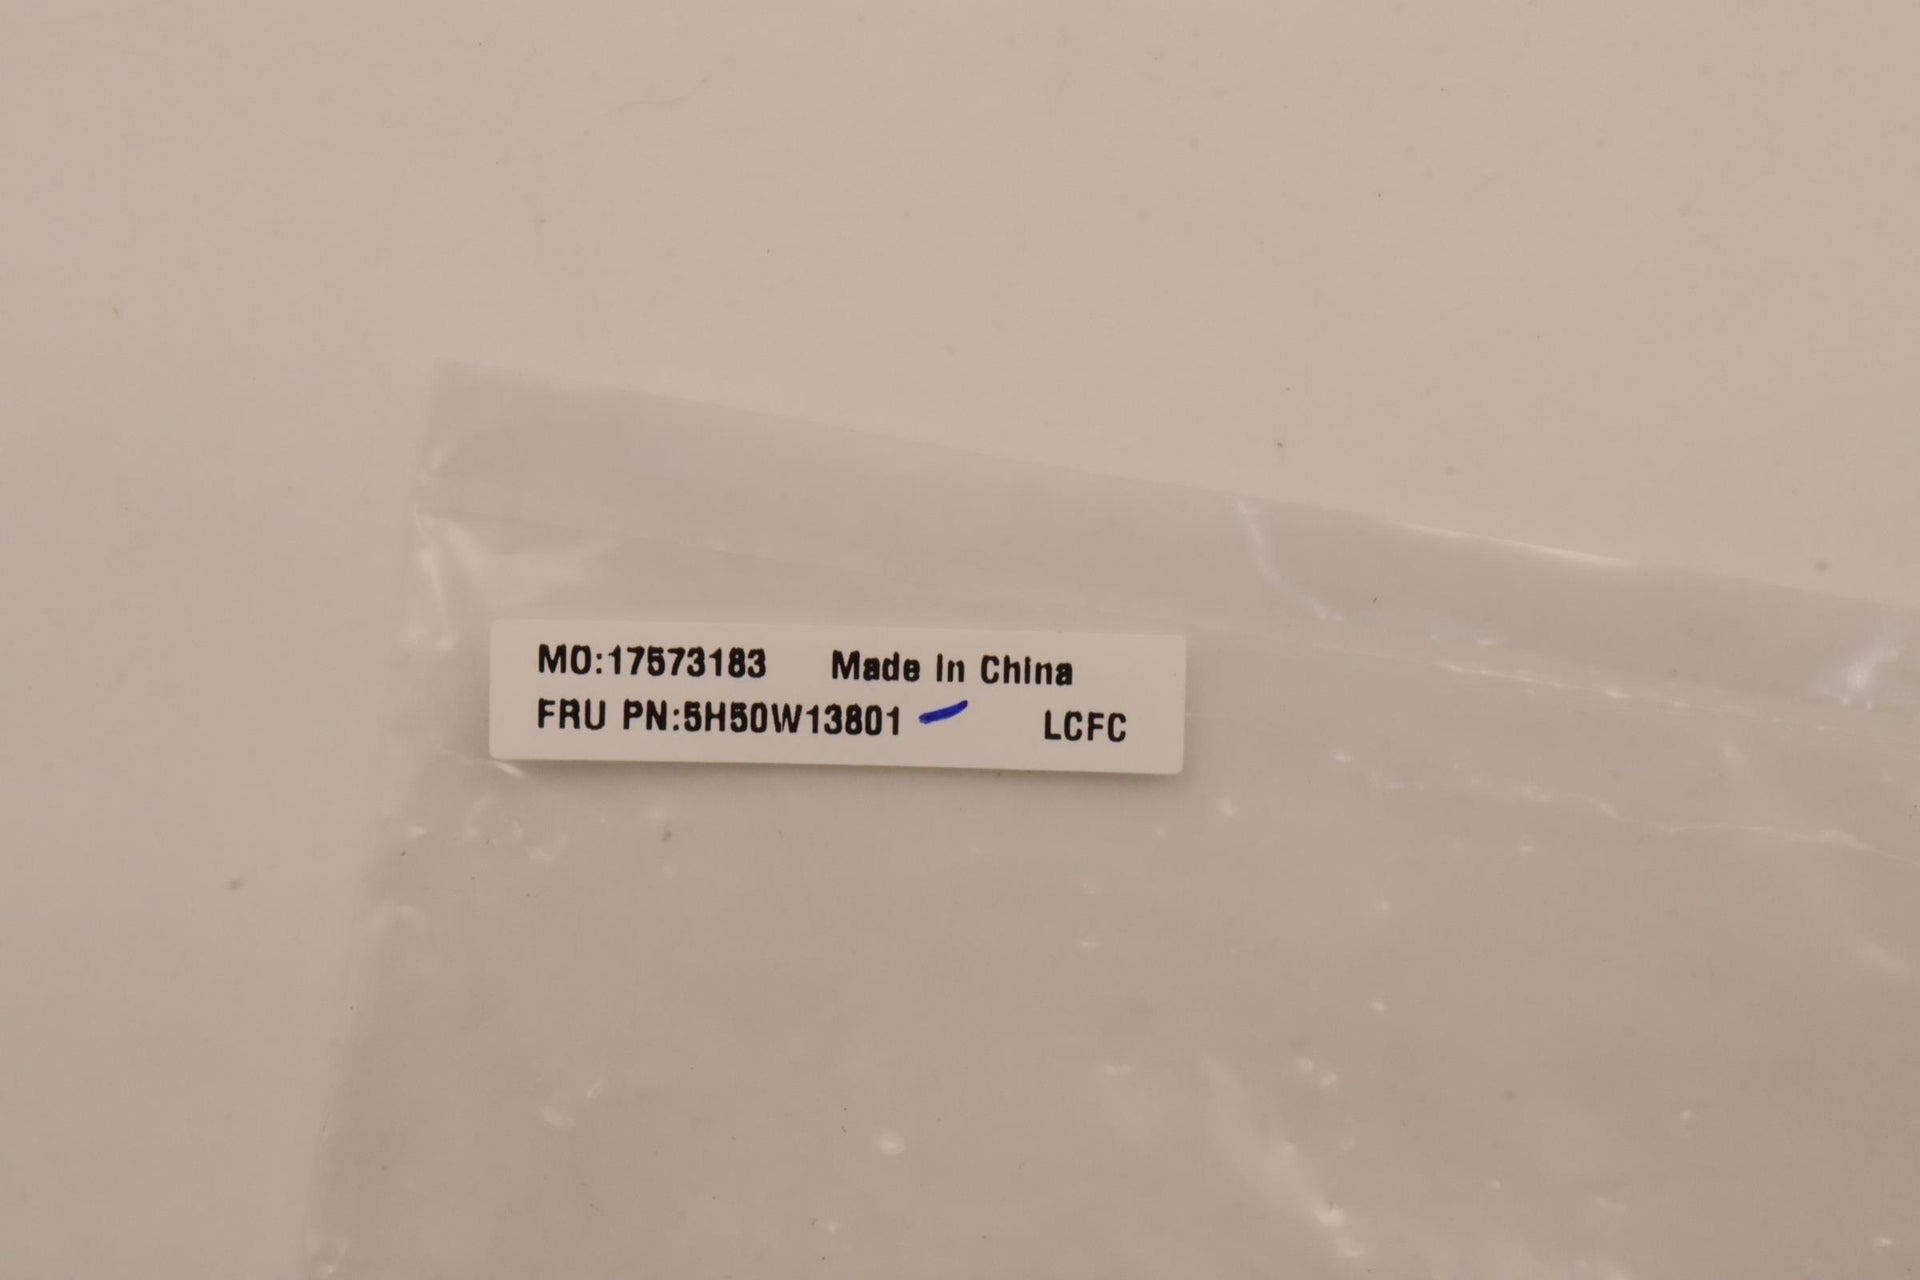 MO:17573183 Made In China
FRU PN:5H50W13801 LCFC